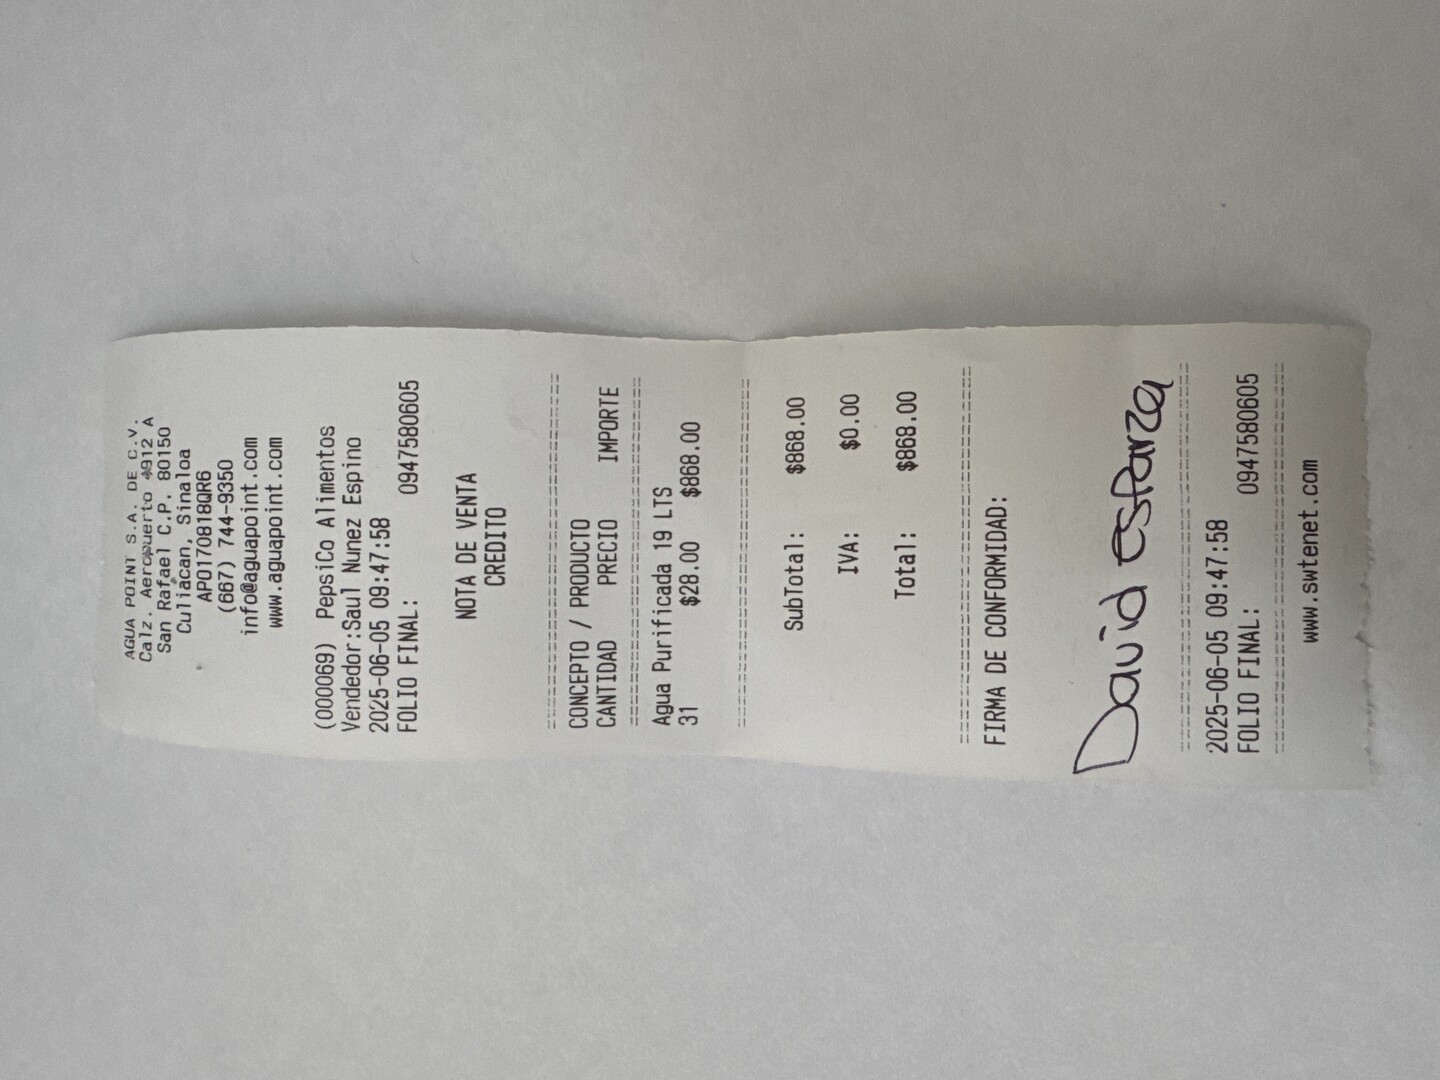 AGUA POINT S.A. DE C.V.
Calz. Aeropuerto 4912 A
San Rafael C.P. 80150
Culiacan, Sinaloa
APO170818QR6
(667) 744-9350
info@aguapoint.com
www.aguapoint.com
(000069) PepsiCo Alimentos
Vendedor:Saul Nunez Espino
2025-06-05 09:47:58
FOLIO FINAL: 0947580605
NOTA DE VENTA
CREDITO
CONCEPTO / PRODUCTO
CANTIDAD PRECIO IMPORTE
Agua Purificada 19 LTS
31 $28.00 $868.00
SubTotal: $868.00
IVA: $0.00
Total: $868.00
FIRMA DE CONFORMIDAD:
David esparza
2025-06-05 09:47:58
FOLIO FINAL: 0947580605
www.swtenet.com